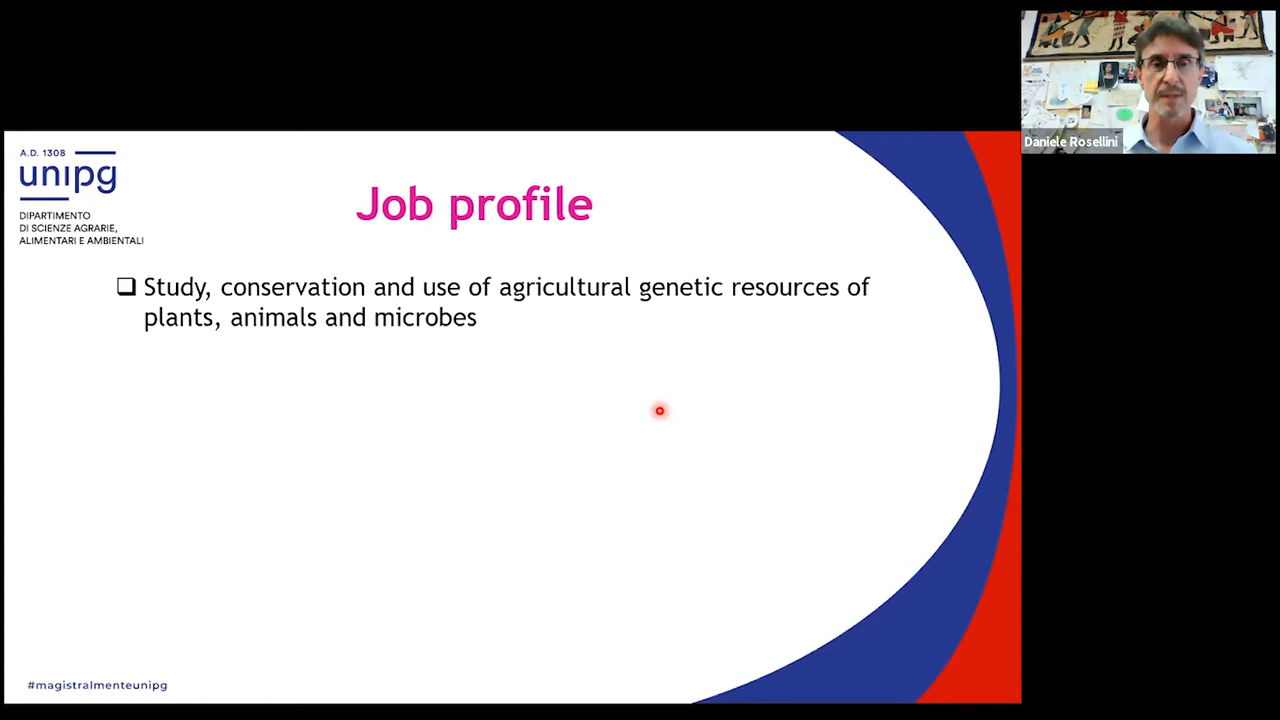 Daniele Rosellini
A.D. 1308
unipg
DIPARTIMENTO
DI SCIENZE AGRARIE,
ALIMENTARI E AMBIENTALI
Job profile
Study, conservation and use of agricultural genetic resources of
plants, animals and microbes
#magistralmenteunipg